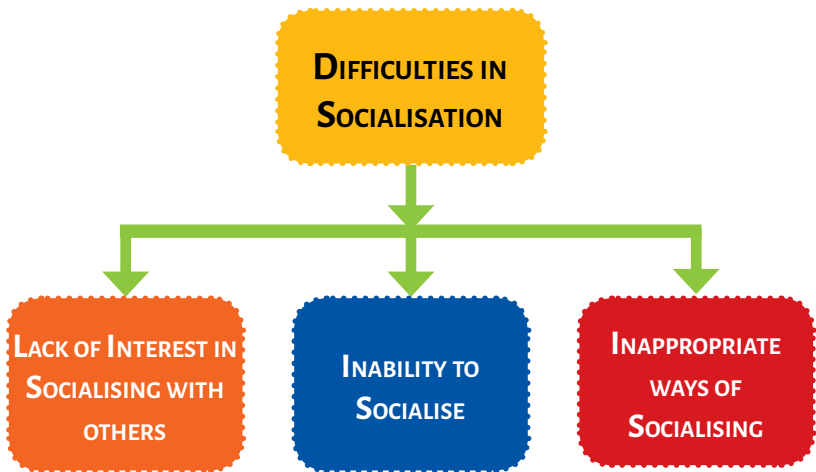 Difficulties in
Socialisation
Lack of Interest in
Socialising with
others
Inability to
Socialise
Inappropriate
ways of
Socialising